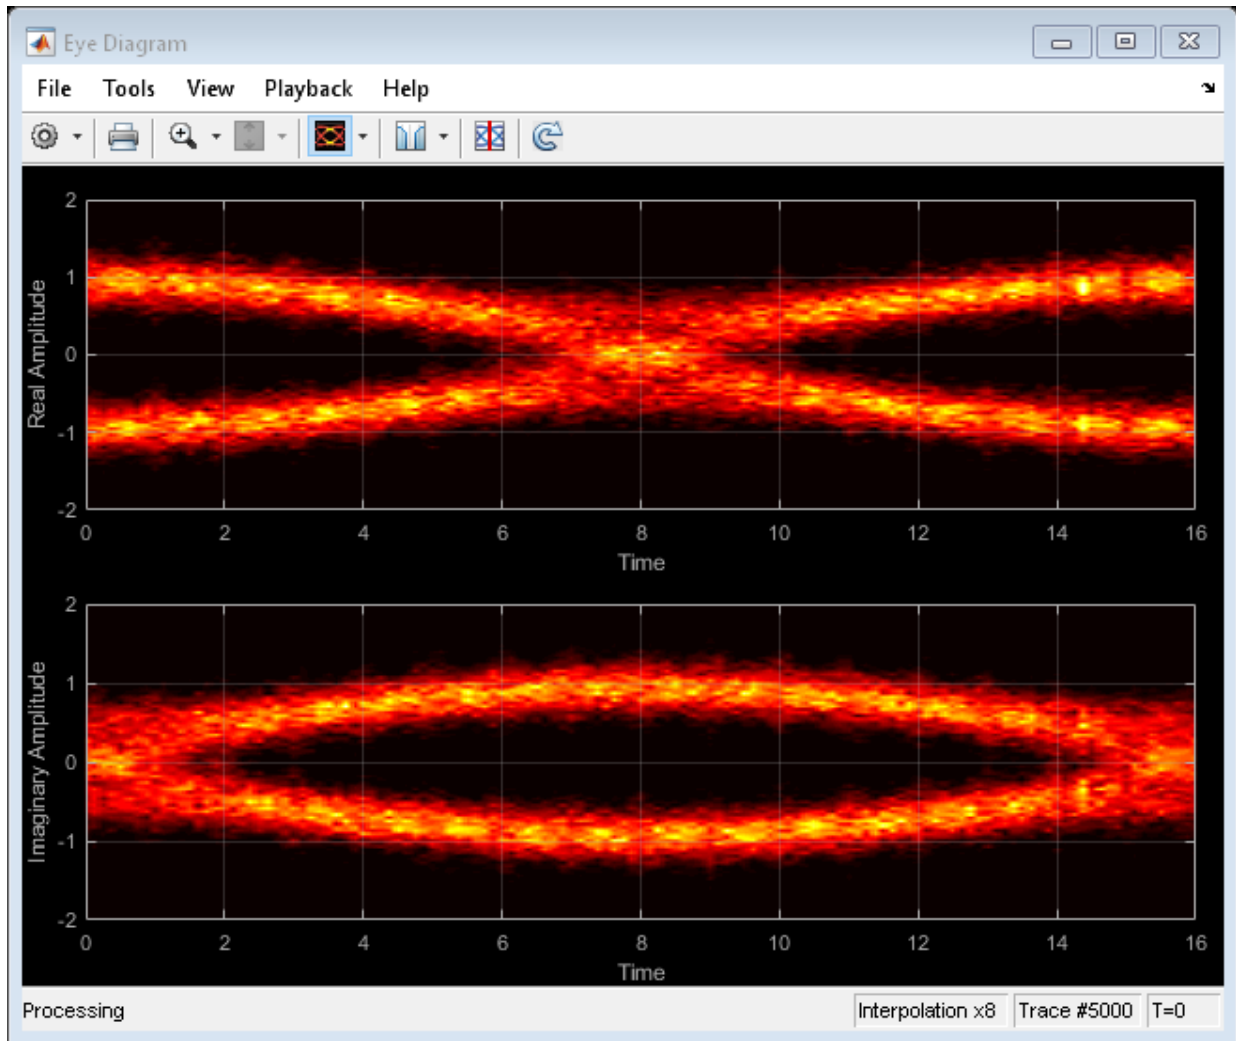 Eye Diagram
File Tools View Playback Help
2
1
0
-1
-2
Real Amplitude
0 2 4 6 8 10 12 14 16
Time
2
1
0
-1
-2
Imaginary Amplitude
0 2 4 6 8 10 12 14 16
Time
Processing Interpolation x8 Trace #5000 T=0